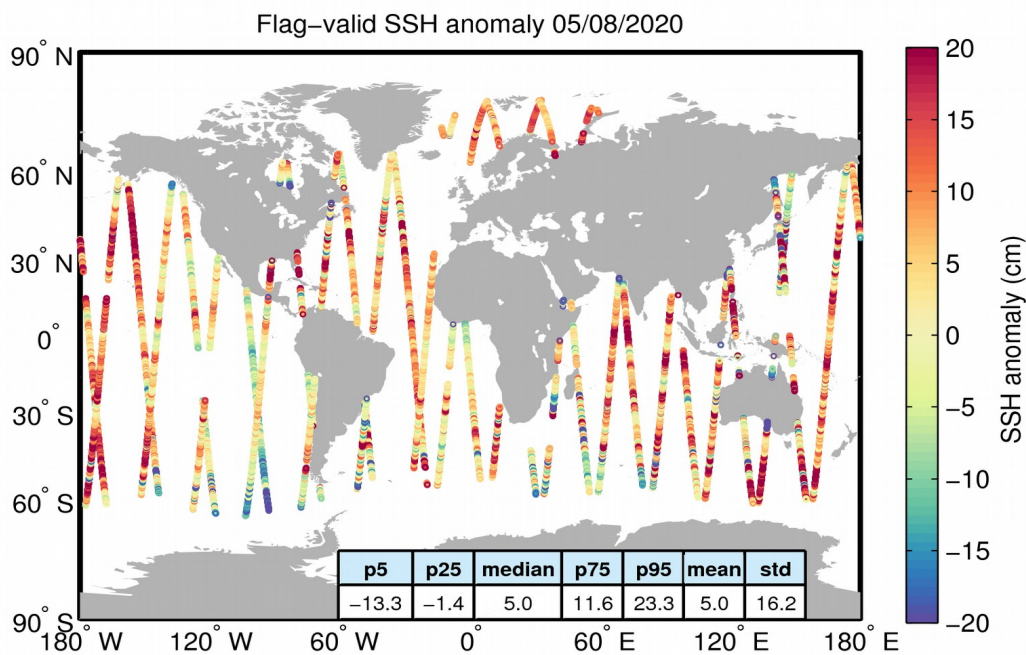 Flag−valid SSH anomaly 05/08/2020
90° N
60° N
30° N
0°
30° S
60° S
90° S
180° W
120° W
60° W
0°
60° E
120° E
180° E
p5 p25 median p75 p95 mean std
−13.3 −1.4 5.0 11.6 23.3 5.0 16.2
20
15
10
5
0
−5
−10
−15
−20
SSH anomaly (cm)